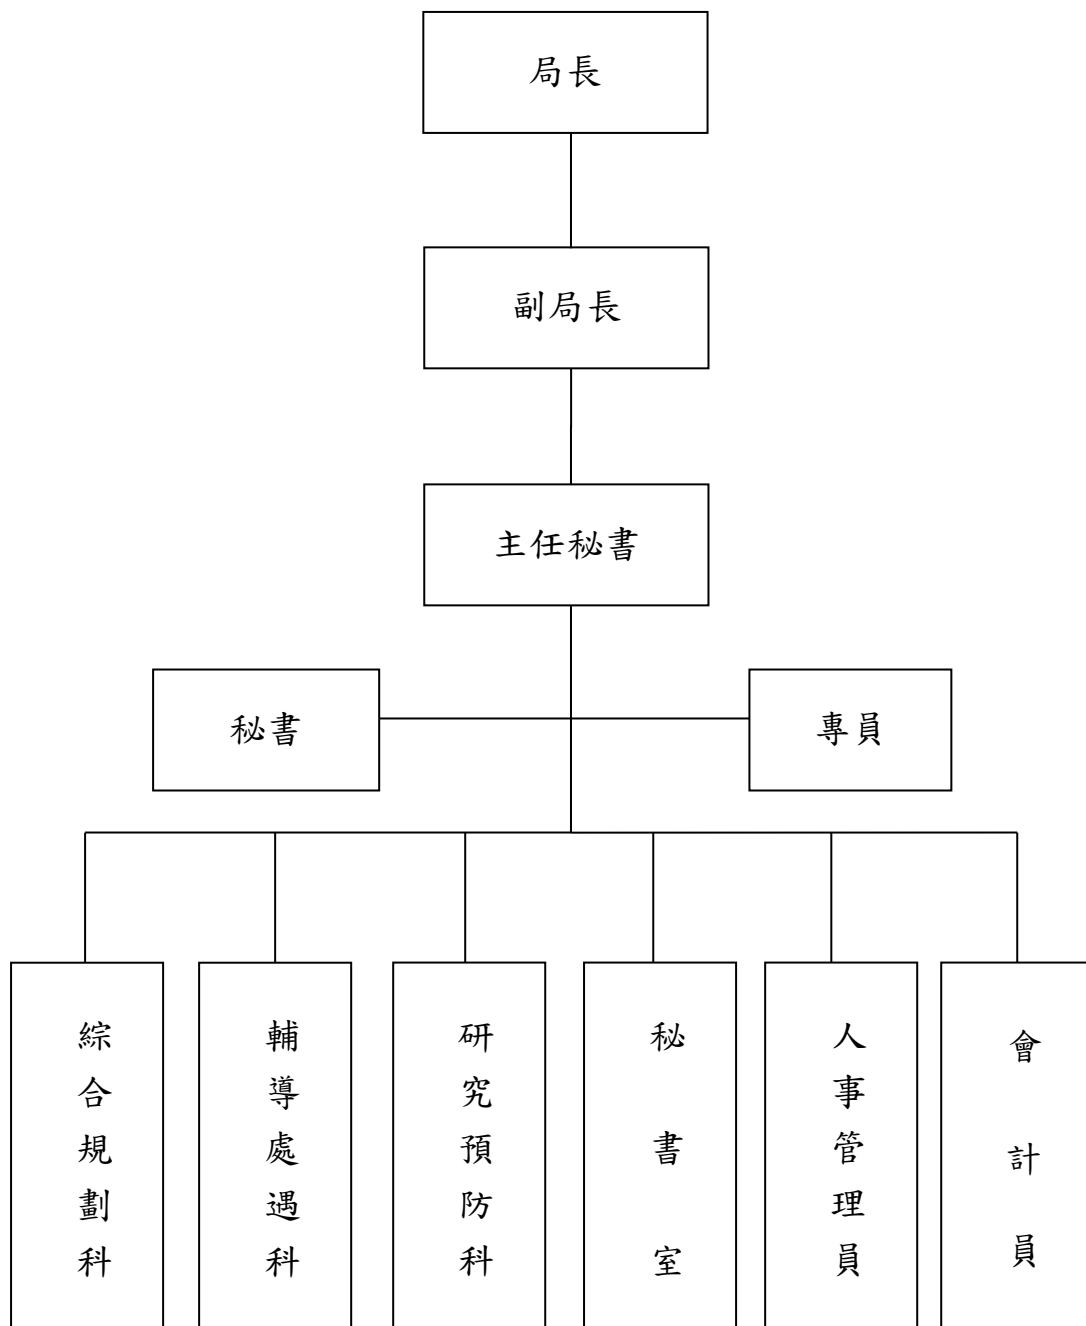 局長
副局長
主任秘書
秘書
專員
綜合規劃科
輔導處遇科
研究預防科
秘書室
人事管理員
會計員